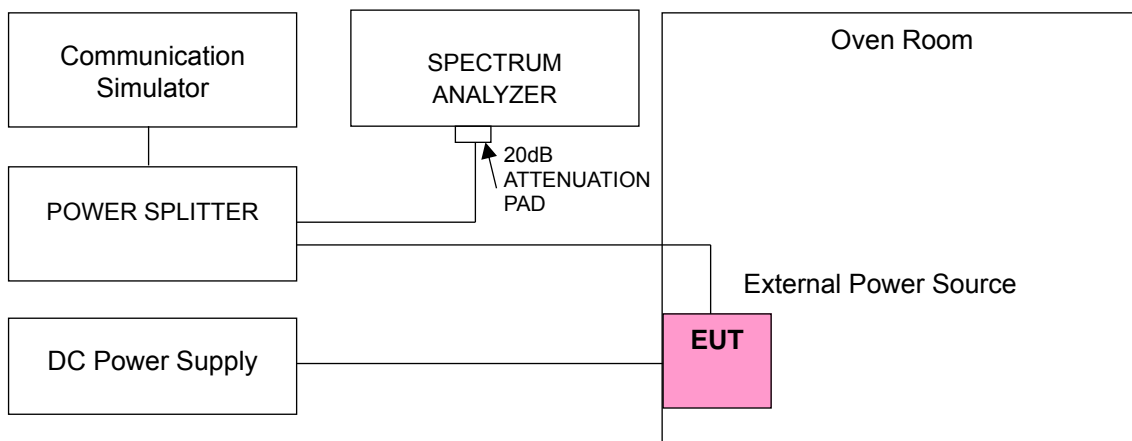 Communication
Simulator
SPECTRUM
ANALYZER
Oven Room
20dB
ATTENUATION
PAD
POWER SPLITTER
External Power Source
EUT
DC Power Supply